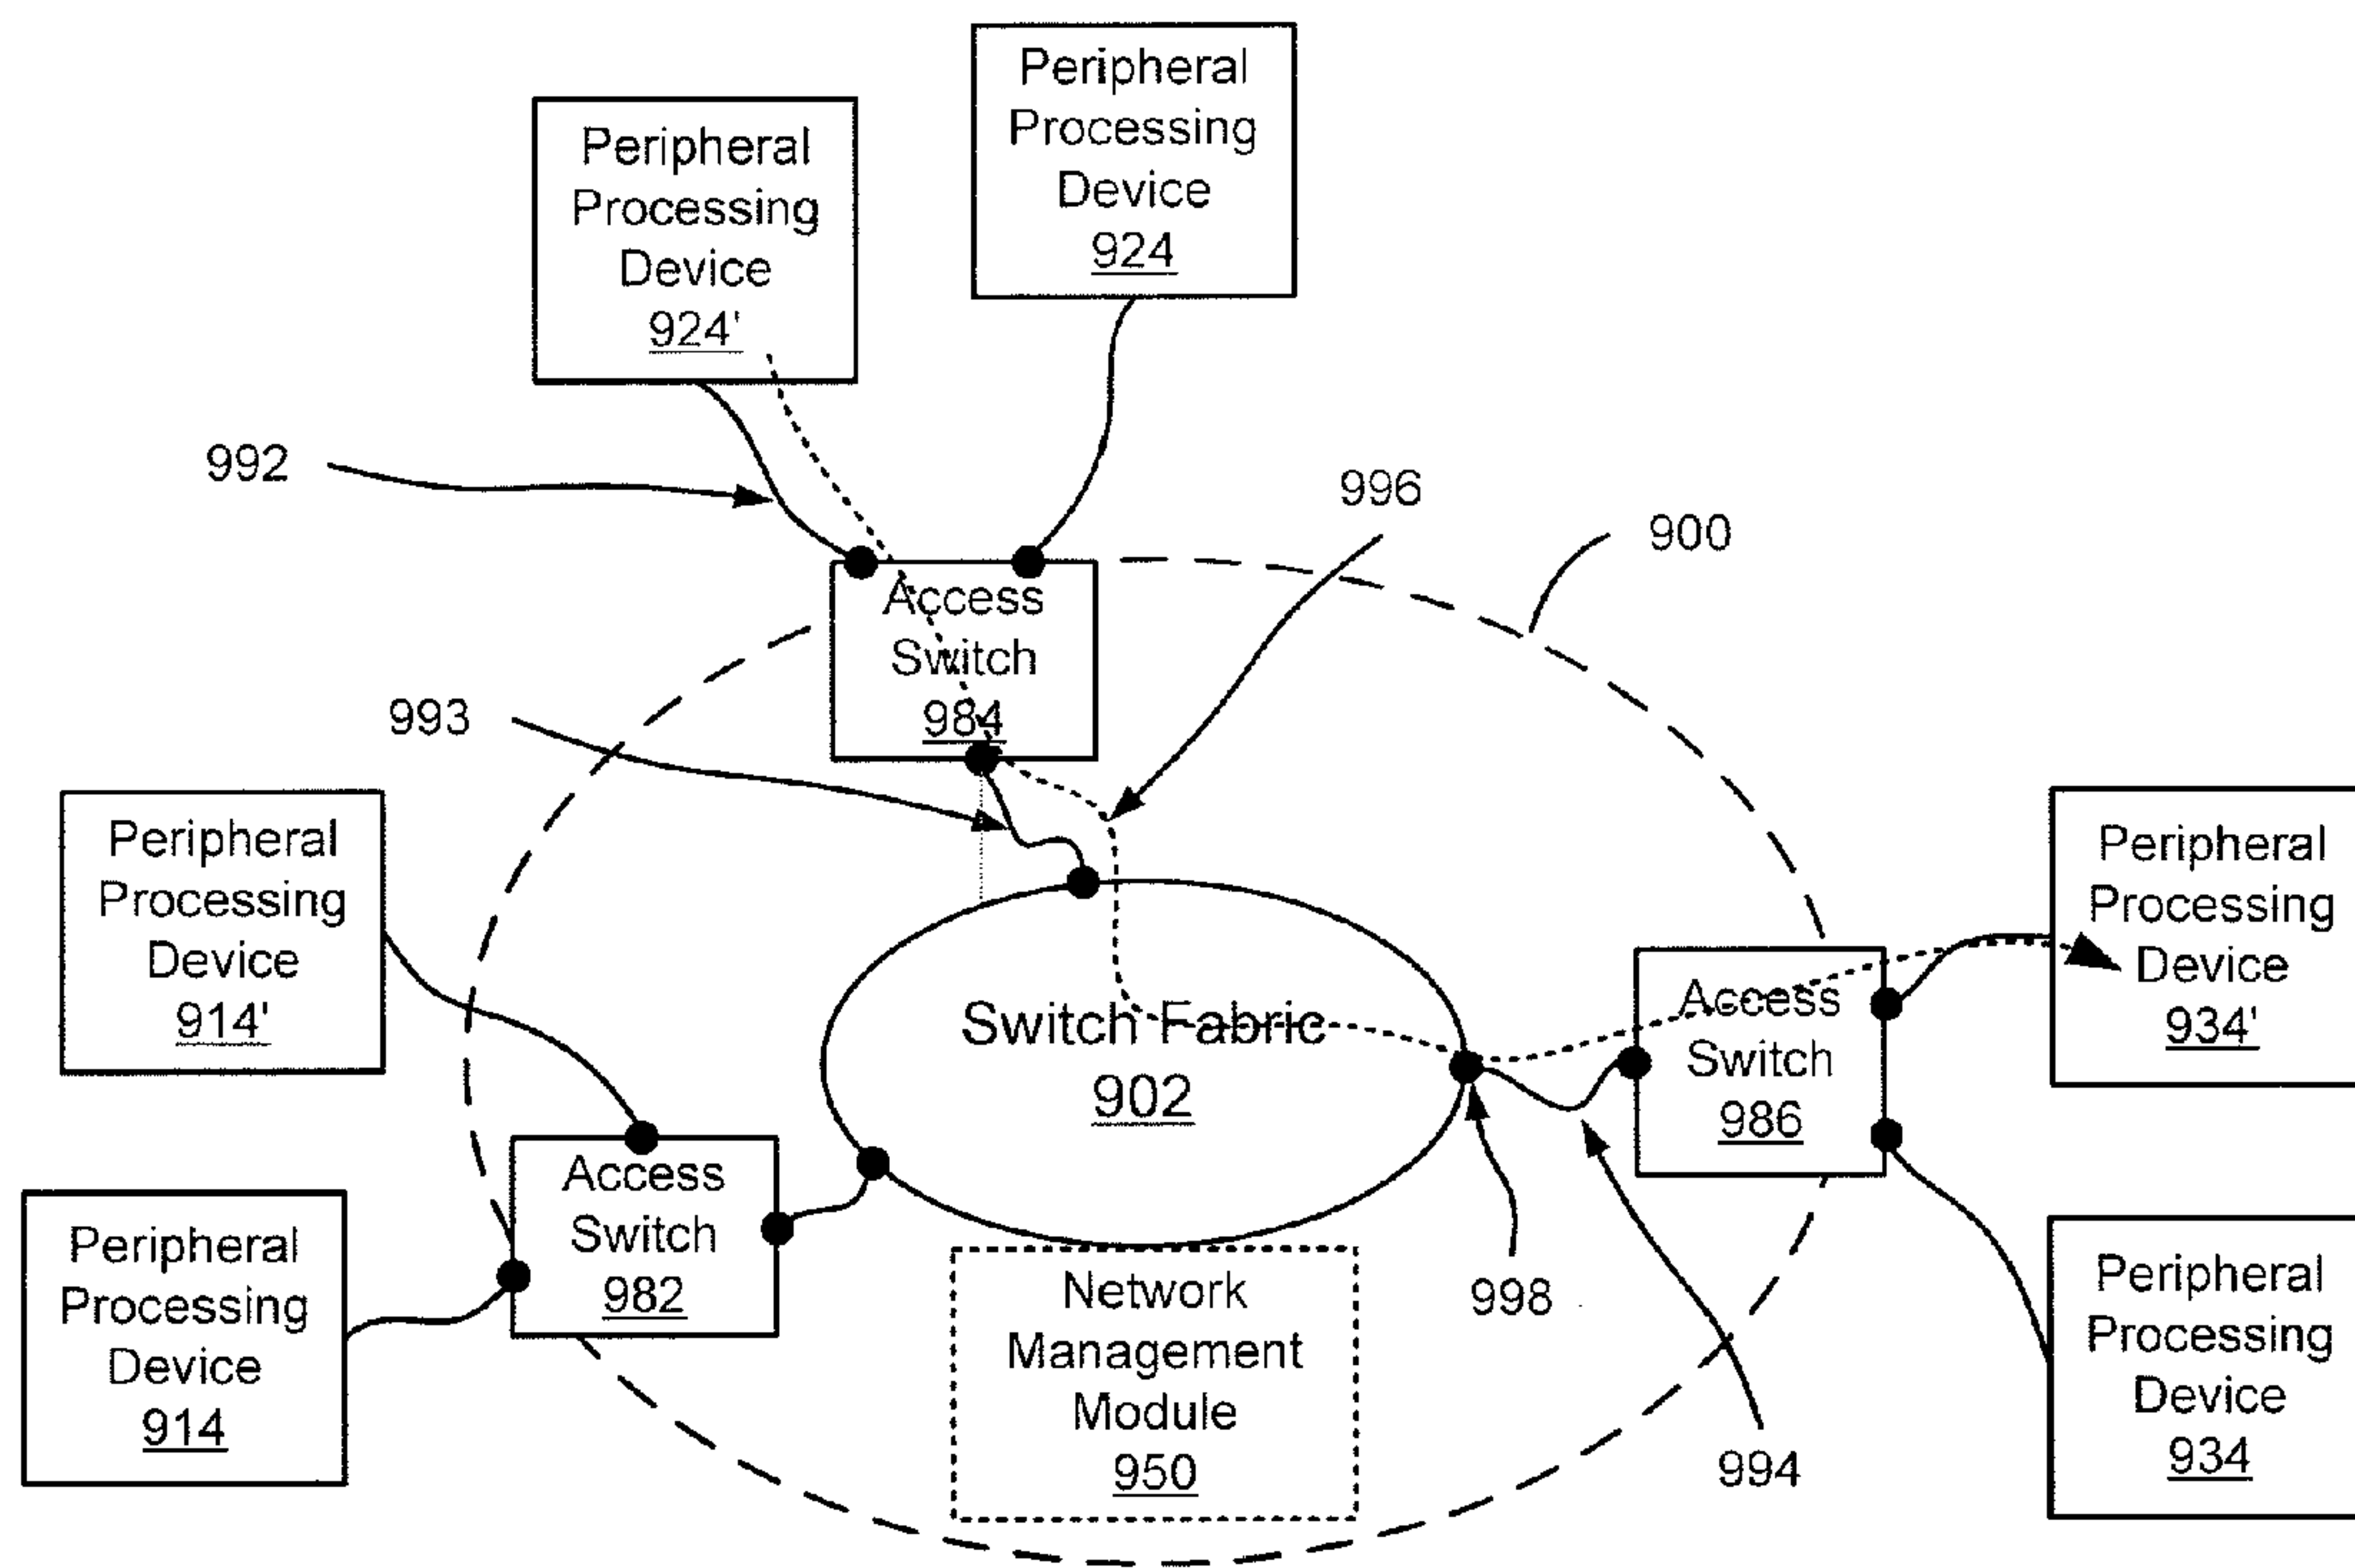 Peripheral
Processing
Device
924
Peripheral
Processing
Device
924'
992
996
900
Access
Switch
984
993
Peripheral
Processing
Device
914'
Peripheral
Processing
Device
934'
Switch Fabric
902
Access
Switch
986
Access
Switch
982
Peripheral
Processing
Device
914
Network
Management
Module
950
998
994
Peripheral
Processing
Device
934